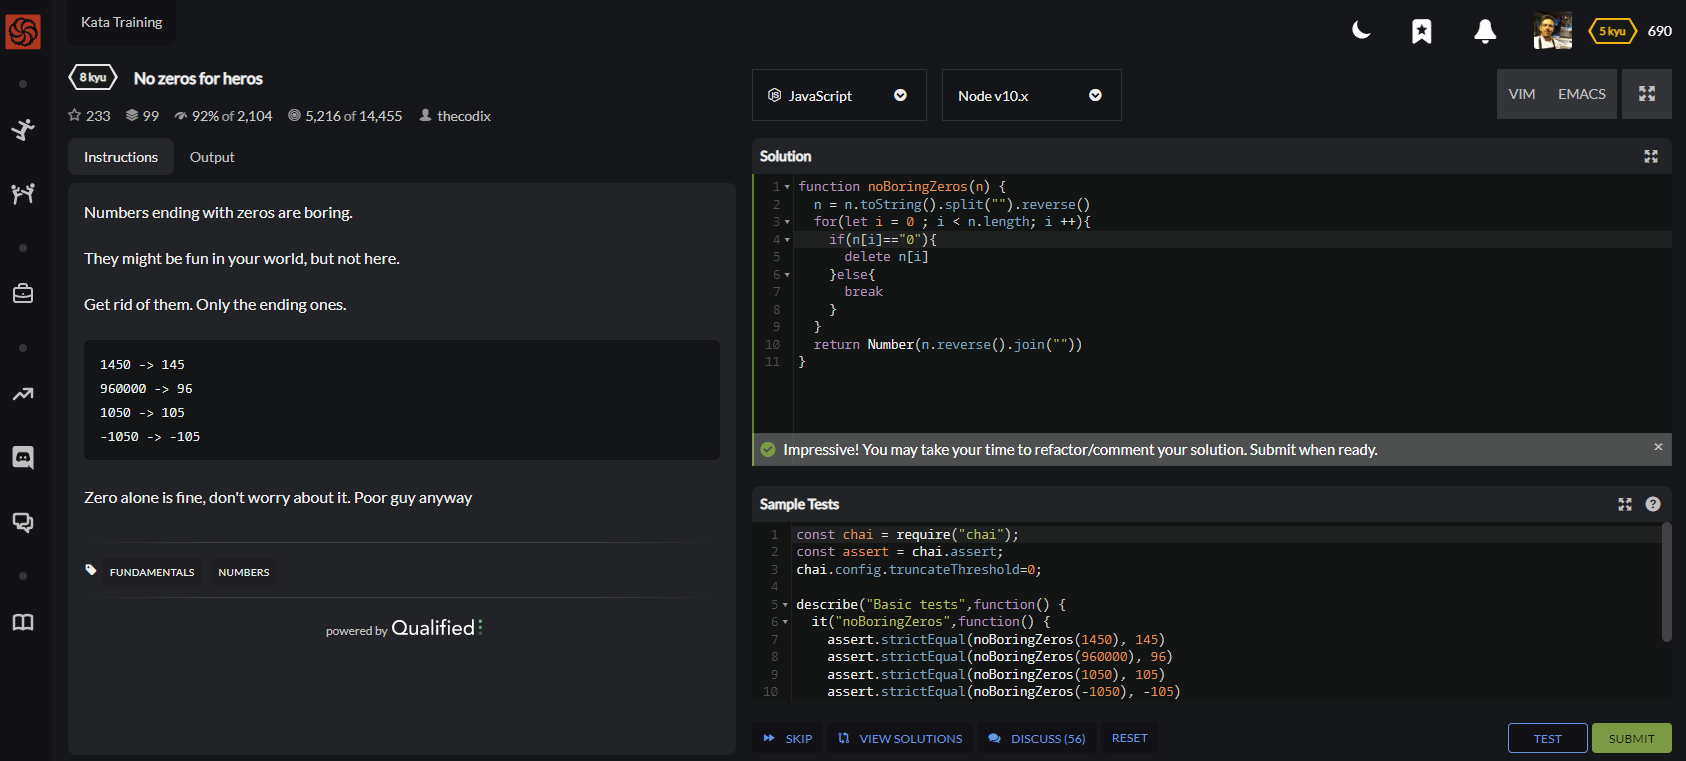 Kata Training
5 kyu 690
8 kyu No zeros for heros
233 99 92% of 2,104 5,216 of 14,455 thecodix
Instructions Output
Numbers ending with zeros are boring.
They might be fun in your world, but not here.
Get rid of them. Only the ending ones.
1450 -> 145
960000 -> 96
1050 -> 105
-1050 -> -105
Zero alone is fine, don't worry about it. Poor guy anyway
FUNDAMENTALS NUMBERS
powered by Qualified
JavaScript Node v10.x VIM EMACS
Solution
1 function noBoringZeros(n) {
2 n = n.toString().split("").reverse()
3 for(let i = 0 ; i < n.length; i ++){
4 if(n[i]=="0"){
5 delete n[i]
6 }else{
7 break
8 }
9 }
10 return Number(n.reverse().join(""))
11 }
Impressive! You may take your time to refactor/comment your solution. Submit when ready. ×
Sample Tests ?
1 const chai = require("chai");
2 const assert = chai.assert;
3 chai.config.truncateThreshold=0;
4
5 describe("Basic tests",function() {
6 it("noBoringZeros",function() {
7 assert.strictEqual(noBoringZeros(1450), 145)
8 assert.strictEqual(noBoringZeros(960000), 96)
9 assert.strictEqual(noBoringZeros(1050), 105)
10 assert.strictEqual(noBoringZeros(-1050), -105)
SKIP VIEW SOLUTIONS DISCUSS (56) RESET TEST SUBMIT